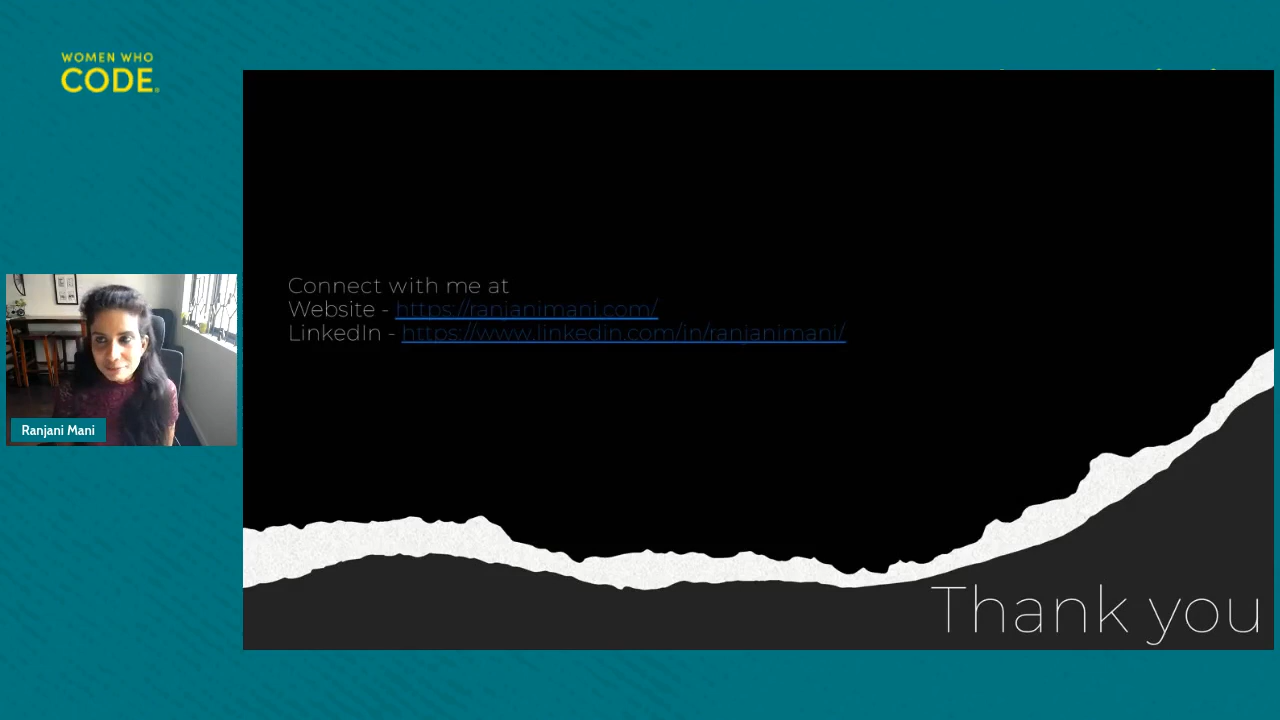 WOMEN WHO
CODE
Connect with me at
Website - https://ranjanimani.com/
LinkedIn - https://www.linkedin.com/in/ranjanimani/
Ranjani Mani
Thank you